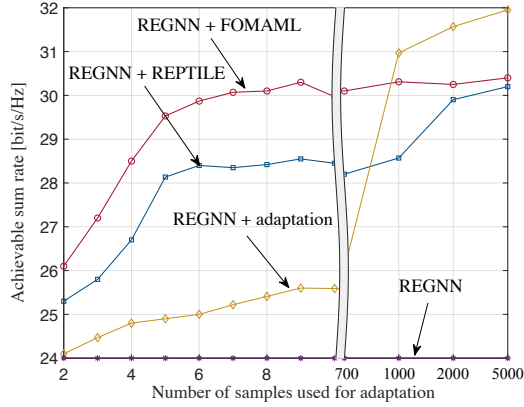 32
31
30
29
28
27
26
25
24
Achievable sum rate [bit/s/Hz]
REGNN + FOMAML
REGNN + REPTILE
REGNN + adaptation
REGNN
2 4 6 8 700 1000 2000 5000
Number of samples used for adaptation